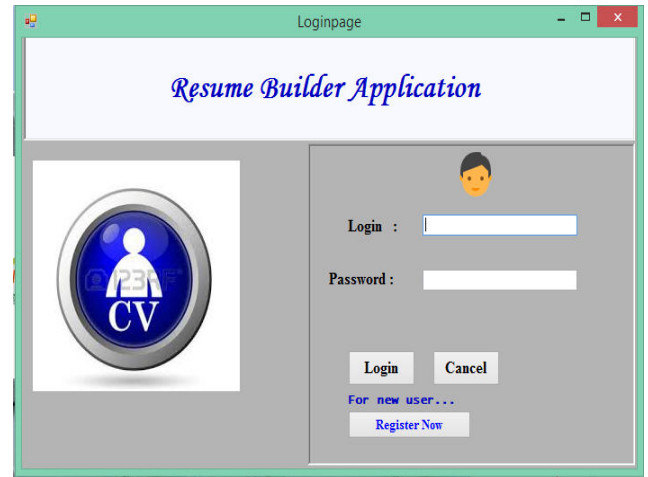 Loginpage
Resume Builder Application
CV
Login :
Password :
Login Cancel
For new user...
Register Now